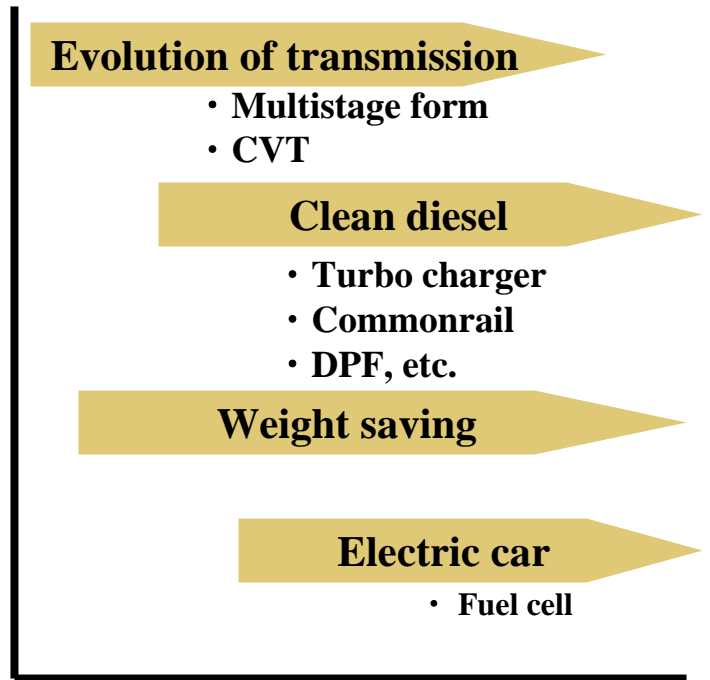 Evolution of transmission
・Multistage form
・CVT
Clean diesel
・Turbo charger
・Commonrail
・DPF, etc.
Weight saving
Electric car
・Fuel cell